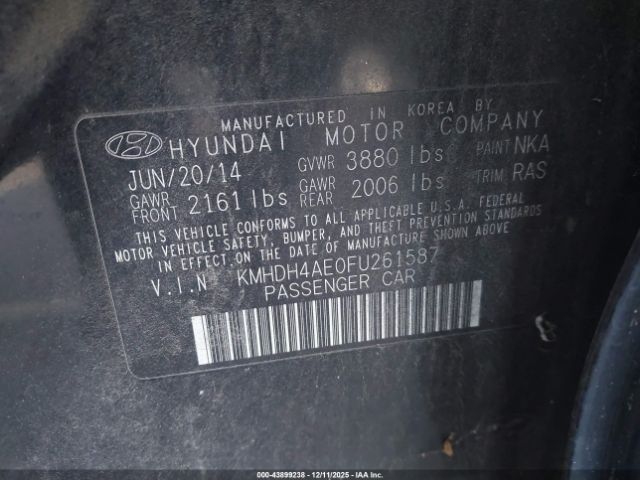 MANUFACTURED IN KOREA BY
HYUNDAI MOTOR COMPANY
JUN/20/14 GVWR 3880 lbs PAINT NKA
GAWR FRONT 2161 lbs GAWR REAR 2006 lbs TRIM RAS
THIS VEHICLE CONFORMS TO ALL APPLICABLE U.S.A. FEDERAL
MOTOR VEHICLE SAFETY, BUMPER, AND THEFT PREVENTION STANDARDS
IN EFFECT ON THE DATE OF MANUFACTURE SHOWN ABOVE
V.I.N KMHDH4AE0FU261587
PASSENGER CAR
000-43899238 - 12/11/2025 - IAAI.COM